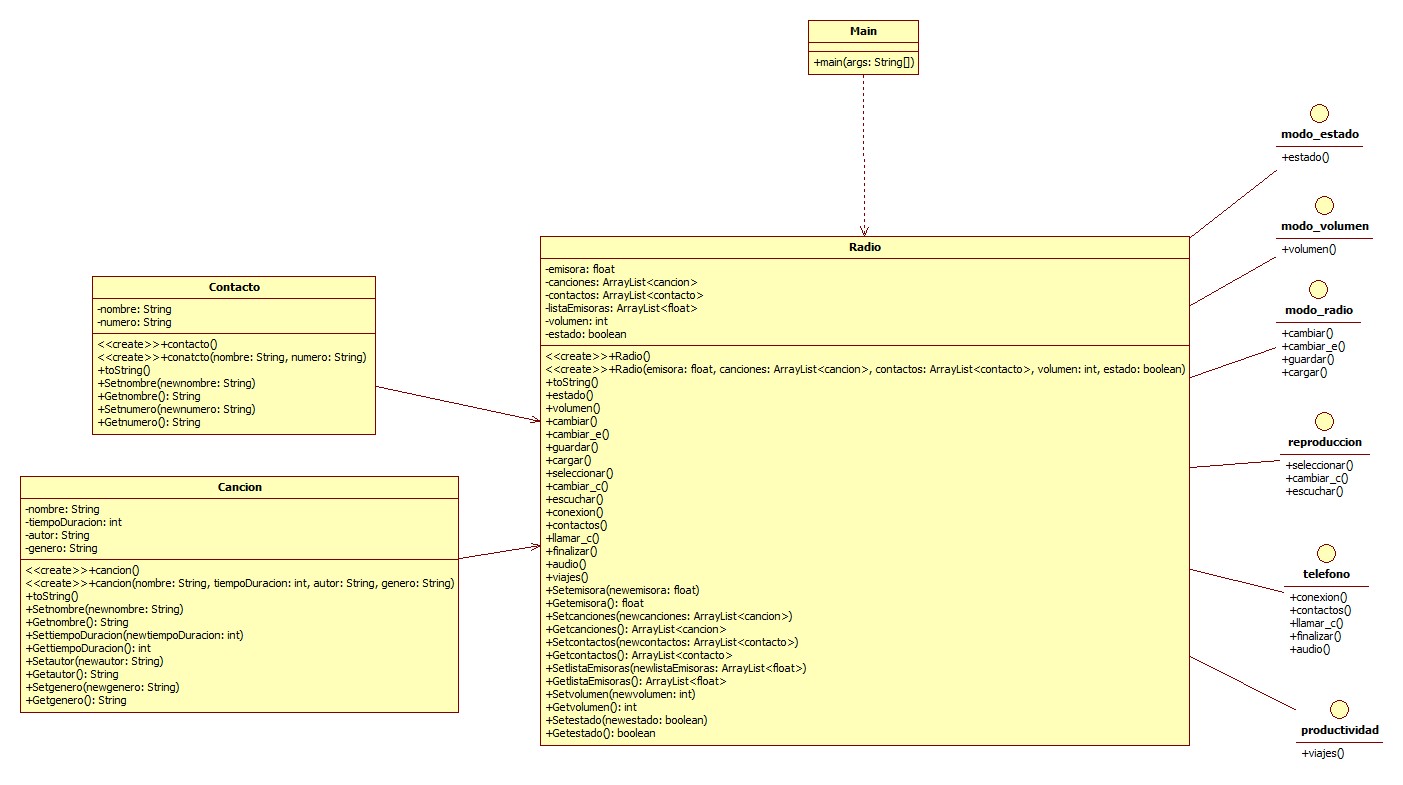 Main
+main(args: String[])
modo_estado
+estado()
modo_volumen
+volumen()
modo_radio
+cambiar()
+cambiar_e()
+guardar()
+cargar()
reproduccion
+seleccionar()
+cambiar_c()
+escuchar()
telefono
+conexion()
+contactos()
+llamar_c()
+finalizar()
+audio()
productividad
+viajes()
Radio
-emisora: float
-canciones: ArrayList<cancion>
-contactos: ArrayList<contacto>
-listaEmisoras: ArrayList<float>
-volumen: int
-estado: boolean
<<create>>+Radio()
<<create>>+Radio(emisora: float, canciones: ArrayList<cancion>, contactos: ArrayList<contacto>, volumen: int, estado: boolean)
+toString()
+estado()
+volumen()
+cambiar()
+cambiar_e()
+guardar()
+cargar()
+seleccionar()
+cambiar_c()
+escuchar()
+conexion()
+contactos()
+llamar_c()
+finalizar()
+audio()
+viajes()
+Setemisora(newemisora: float)
+Getemisora(): float
+Setcanciones(newcanciones: ArrayList<cancion>)
+Getcanciones(): ArrayList<cancion>
+Setcontactos(newcontactos: ArrayList<contacto>)
+Getcontactos(): ArrayList<contacto>
+SetlistaEmisoras(newlistaEmisoras: ArrayList<float>)
+GetlistaEmisoras(): ArrayList<float>
+Setvolumen(newvolumen: int)
+Getvolumen(): int
+Setestado(newestado: boolean)
+Getestado(): boolean
Contacto
-nombre: String
-numero: String
<<create>>+contacto()
<<create>>+conatcto(nombre: String, numero: String)
+toString()
+Setnombre(newnombre: String)
+Getnombre(): String
+Setnumero(newnumero: String)
+Getnumero(): String
Cancion
-nombre: String
-tiempoDuracion: int
-autor: String
-genero: String
<<create>>+cancion()
<<create>>+cancion(nombre: String, tiempoDuracion: int, autor: String, genero: String)
+toString()
+Setnombre(newnombre: String)
+Getnombre(): String
+SettiempoDuracion(newtiempoDuracion: int)
+GettiempoDuracion(): int
+Setautor(newautor: String)
+Getautor(): String
+Setgenero(newgenero: String)
+Getgenero(): String